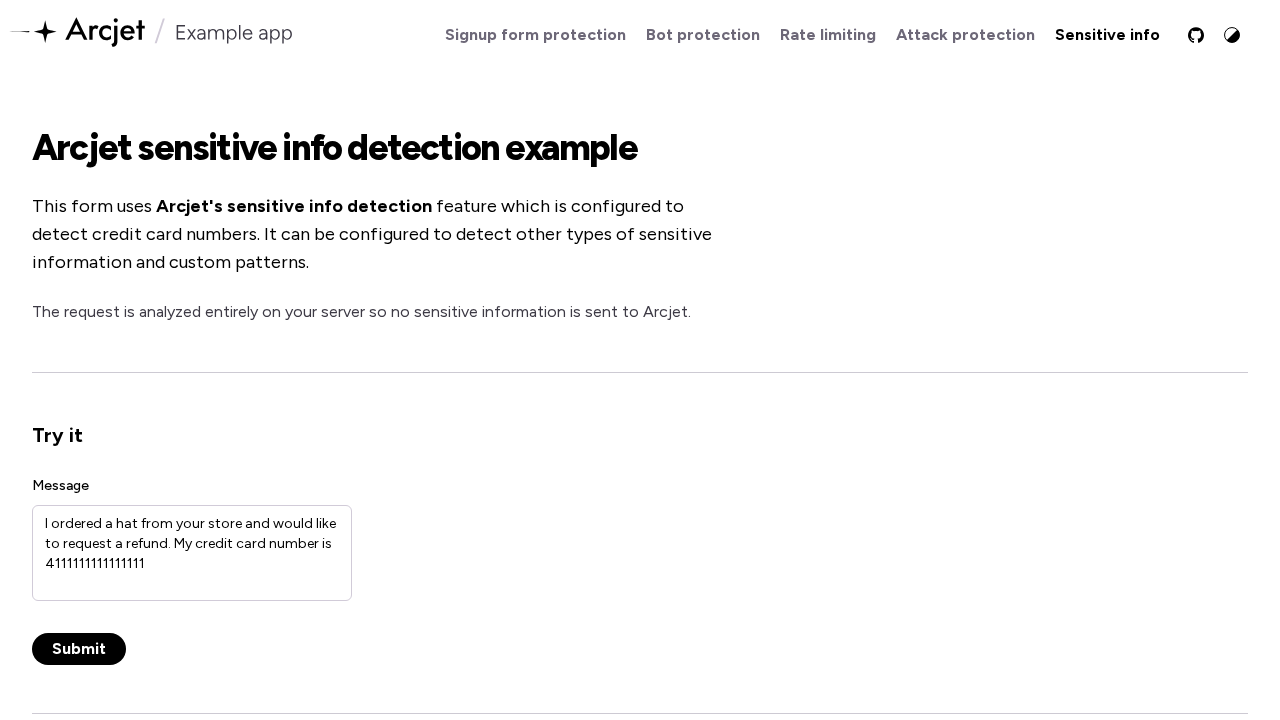 Arcjet / Example app
Signup form protection
Bot protection
Rate limiting
Attack protection
Sensitive info
Arcjet sensitive info detection example
This form uses Arcjet's sensitive info detection feature which is configured to
detect credit card numbers. It can be configured to detect other types of sensitive
information and custom patterns.
The request is analyzed entirely on your server so no sensitive information is sent to Arcjet.
Try it
Message
I ordered a hat from your store and would like
to request a refund. My credit card number is
4111111111111111
Submit